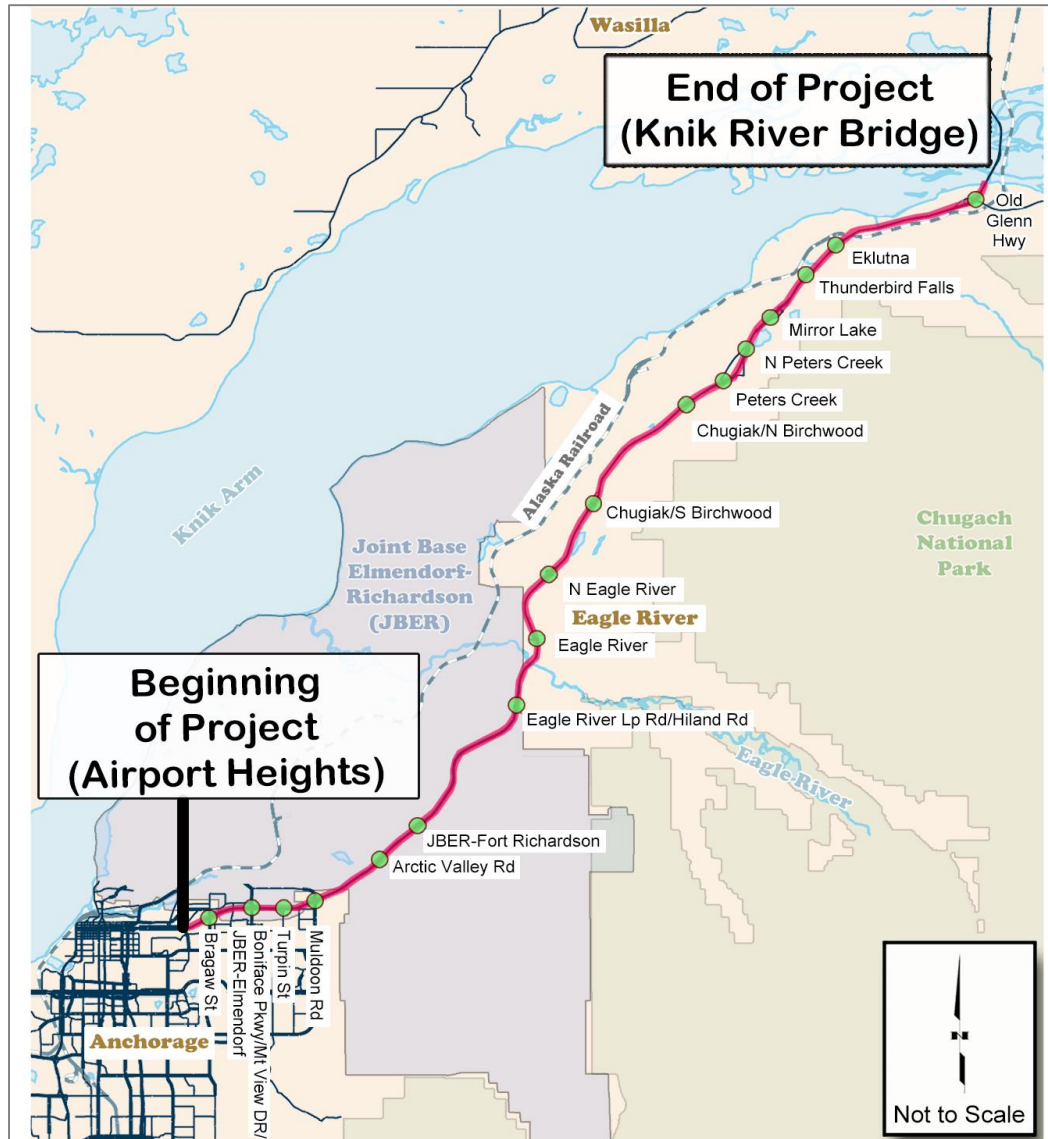 Wasilla
End of Project
(Knik River Bridge)
Old
Glenn
Hwy
Eklutna
Thunderbird Falls
Mirror Lake
N Peters Creek
Peters Creek
Chugiak/N Birchwood
Alaska Railroad
Knik Arm
Chugiak/S Birchwood
Chugach
National
Park
Joint Base
Elmendorf-
Richardson
(JBER)
N Eagle River
Eagle River
Eagle River
Beginning
of Project
(Airport Heights)
Eagle River Lp Rd/Hiland Rd
Eagle River
JBER-Fort Richardson
Arctic Valley Rd
Bragaw St
JBER-Elmendorf
Boniface Pkwy/Mt View DR/
Turpin St
Muldoon Rd
Anchorage
N
Not to Scale